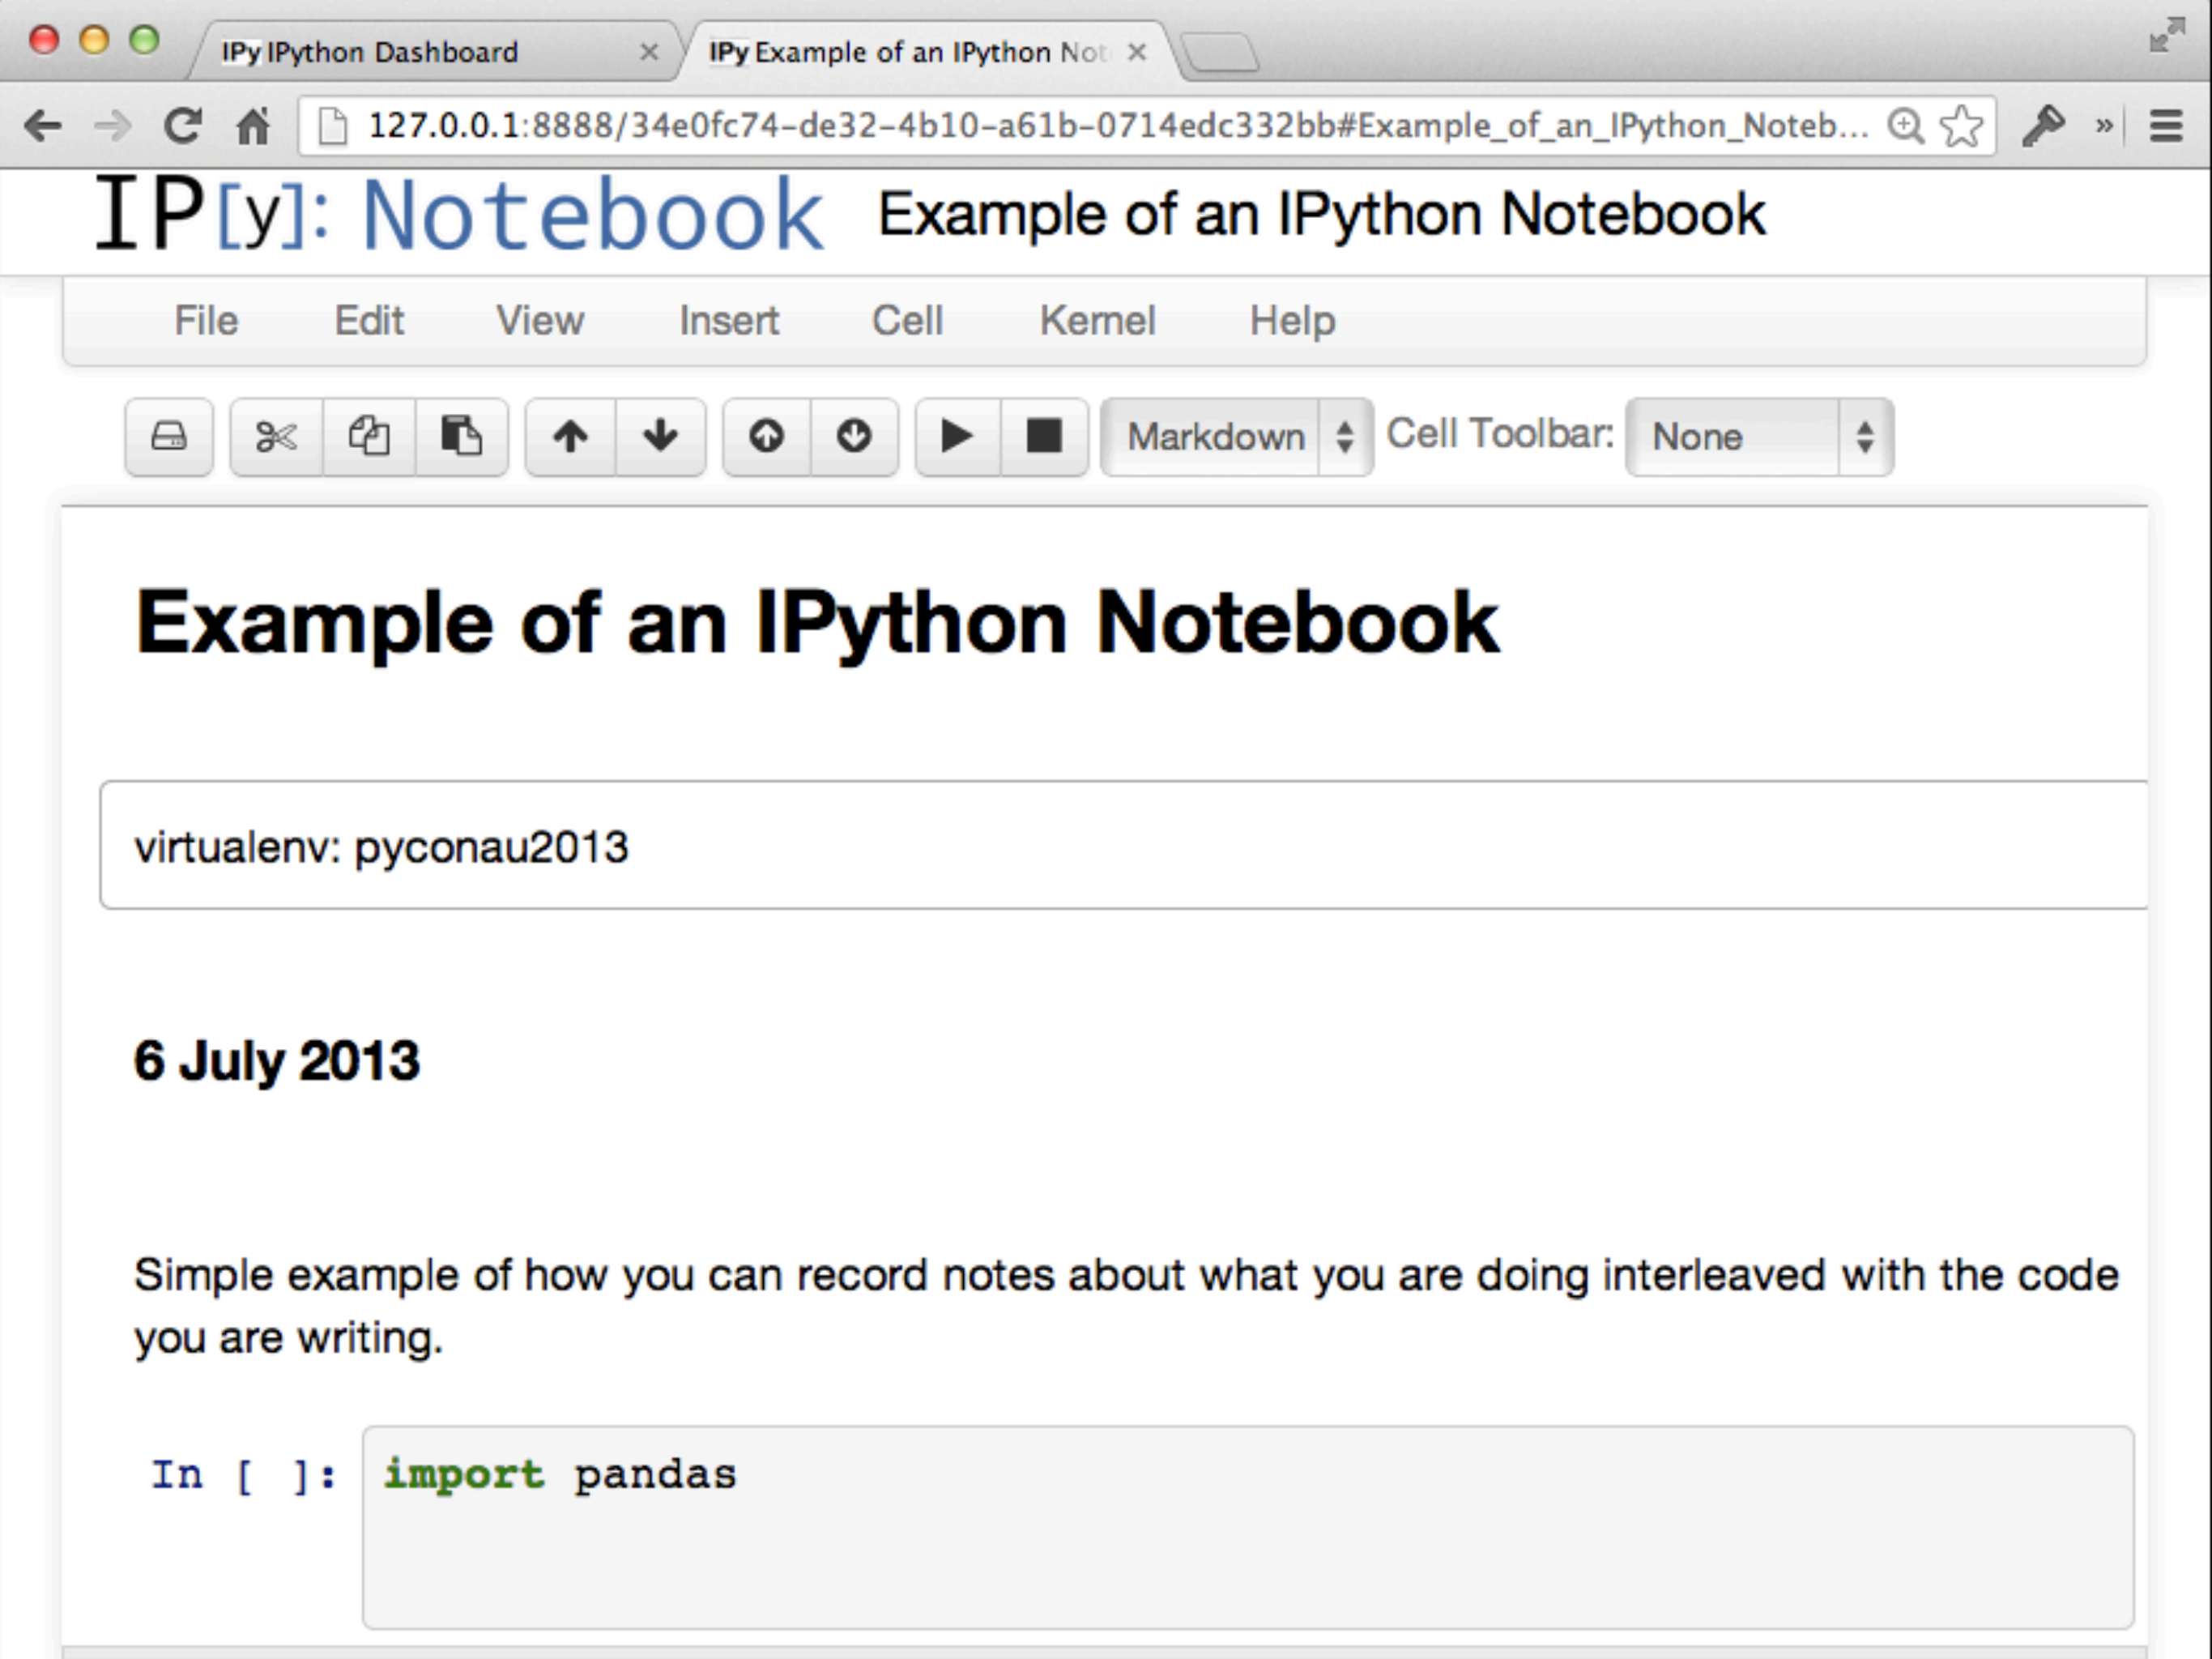 IPy IPython Dashboard
IPy Example of an IPython Not
127.0.0.1:8888/34e0fc74-de32-4b10-a61b-0714edc332bb#Example_of_an_IPython_Noteb...
IP[y]: Notebook Example of an IPython Notebook
File Edit View Insert Cell Kernel Help
Markdown Cell Toolbar: None
Example of an IPython Notebook
virtualenv: pyconau2013
6 July 2013
Simple example of how you can record notes about what you are doing interleaved with the code
you are writing.
In [ ]: import pandas